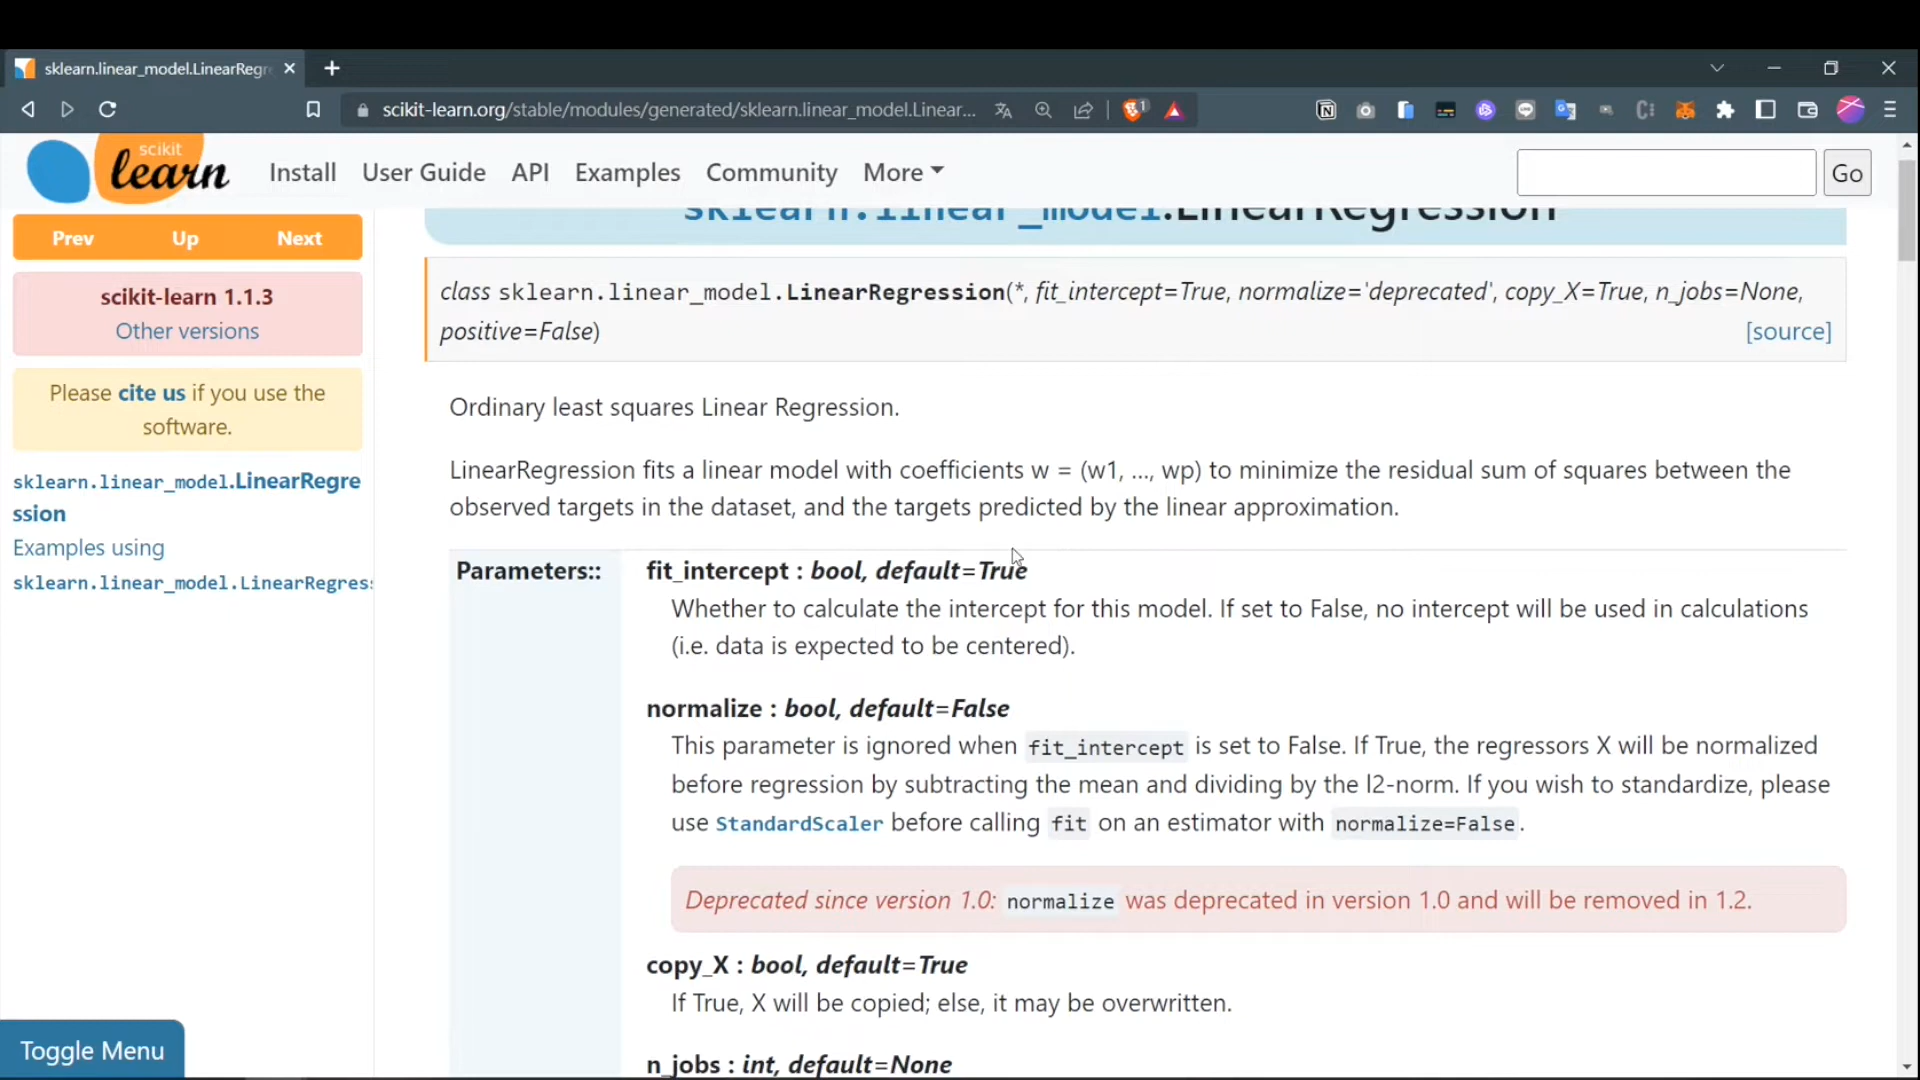 sklearn.linear_model.LinearRegr
scikit-learn.org/stable/modules/generated/sklearn.linear_model.Linear...
1
scikit
learn
Install
User Guide
API
Examples
Community
More
Go
Prev
Up
Next
scikit-learn 1.1.3
Other versions
Please cite us if you use the
software.
sklearn.linear_model.LinearRegre
ssion
Examples using
sklearn.linear_model.LinearRegress
Toggle Menu
sklearn.linear_model.LinearRegression
class sklearn.linear_model.LinearRegression(*, fit_intercept=True, normalize='deprecated', copy_X=True, n_jobs=None,
positive=False) [source]
Ordinary least squares Linear Regression.
LinearRegression fits a linear model with coefficients w = (w1, ..., wp) to minimize the residual sum of squares between the
observed targets in the dataset, and the targets predicted by the linear approximation.
Parameters::
fit_intercept : bool, default=True
Whether to calculate the intercept for this model. If set to False, no intercept will be used in calculations
(i.e. data is expected to be centered).
normalize : bool, default=False
This parameter is ignored when fit_intercept is set to False. If True, the regressors X will be normalized
before regression by subtracting the mean and dividing by the l2-norm. If you wish to standardize, please
use StandardScaler before calling fit on an estimator with normalize=False.
Deprecated since version 1.0: normalize was deprecated in version 1.0 and will be removed in 1.2.
copy_X : bool, default=True
If True, X will be copied; else, it may be overwritten.
n_jobs : int, default=None